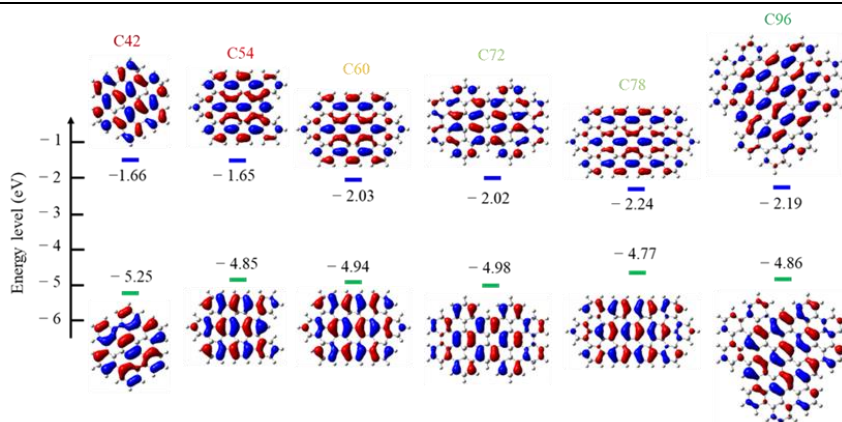 C42
C54
C60
C72
C78
C96
Energy level (eV)
− 1
− 2
− 3
− 4
− 5
− 6
−1.66
−1.65
− 2.03
− 2.02
− 2.24
− 2.19
− 5.25
− 4.85
− 4.94
− 4.98
− 4.77
− 4.86